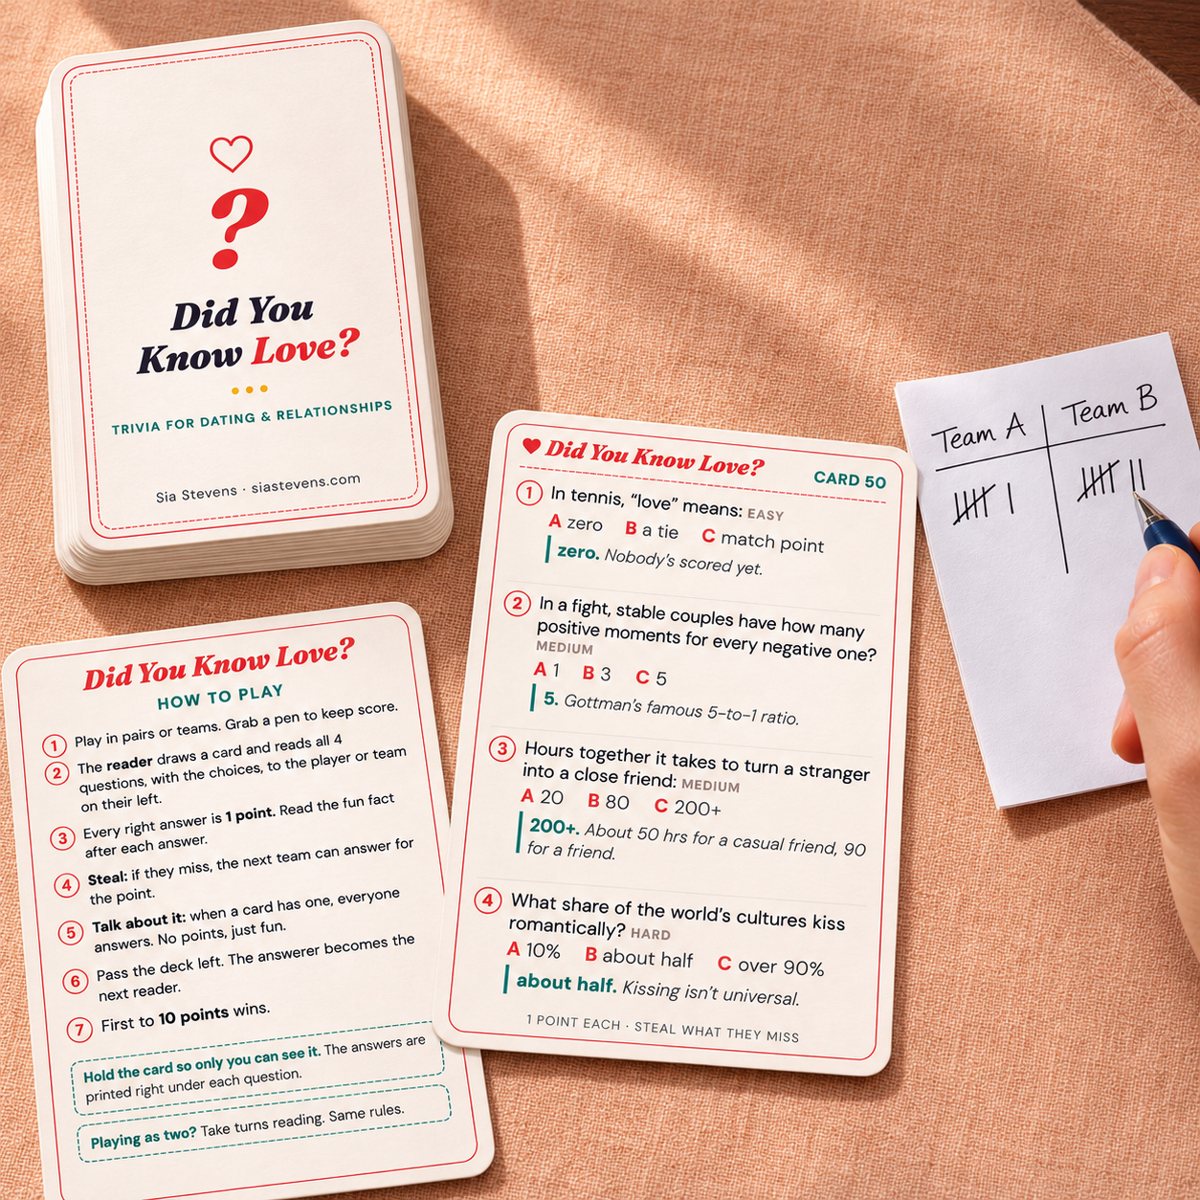 ?
Did You
Know Love?
TRIVIA FOR DATING & RELATIONSHIPS
Sia Stevens · siastevens.com
Did You Know Love?
HOW TO PLAY
1 Play in pairs or teams. Grab a pen to keep score.
2 The reader draws a card and reads all 4
questions, with the choices, to the player or team
on their left.
3 Every right answer is 1 point. Read the fun fact
after each answer.
4 Steal: if they miss, the next team can answer for
the point.
5 Talk about it: when a card has one, everyone
answers. No points, just fun.
6 Pass the deck left. The answerer becomes the
next reader.
7 First to 10 points wins.
Hold the card so only you can see it. The answers are
printed right under each question.
Playing as two? Take turns reading. Same rules.
Did You Know Love? CARD 50
1 In tennis, “love” means: EASY
A zero B a tie C match point
zero. Nobody’s scored yet.
2 In a fight, stable couples have how many
positive moments for every negative one?
MEDIUM
A 1 B 3 C 5
5. Gottman’s famous 5-to-1 ratio.
3 Hours together it takes to turn a stranger
into a close friend: MEDIUM
A 20 B 80 C 200+
200+. About 50 hrs for a casual friend, 90
for a friend.
4 What share of the world’s cultures kiss
romantically? HARD
A 10% B about half C over 90%
about half. Kissing isn’t universal.
1 POINT EACH · STEAL WHAT THEY MISS
Team A Team B